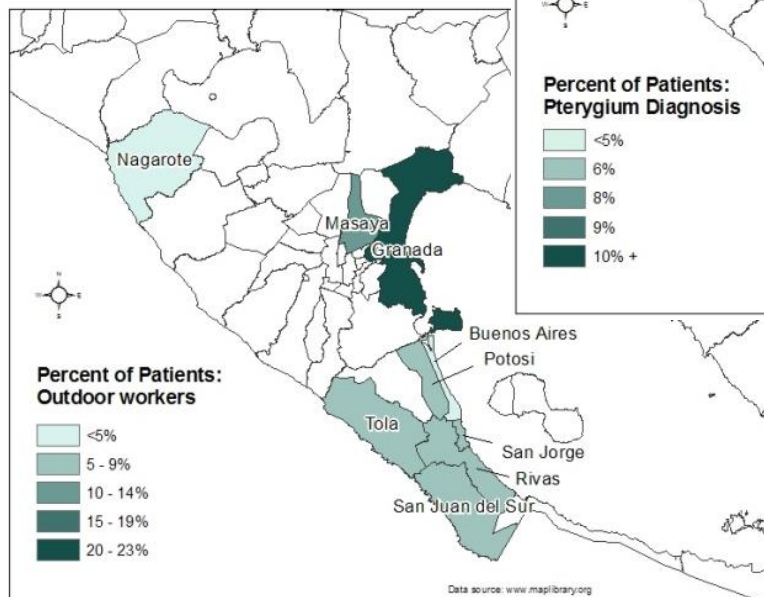 Percent of Patients:
Pterygium Diagnosis
<5%
6%
8%
9%
10% +
Nagarote
Masaya
Granada
N
W
E
S
Buenos Aires
Potosi
Tola
San Jorge
Rivas
San Juan del Sur
Percent of Patients:
Outdoor workers
<5%
5 - 9%
10 - 14%
15 - 19%
20 - 23%
Data source: www.maplibrary.org